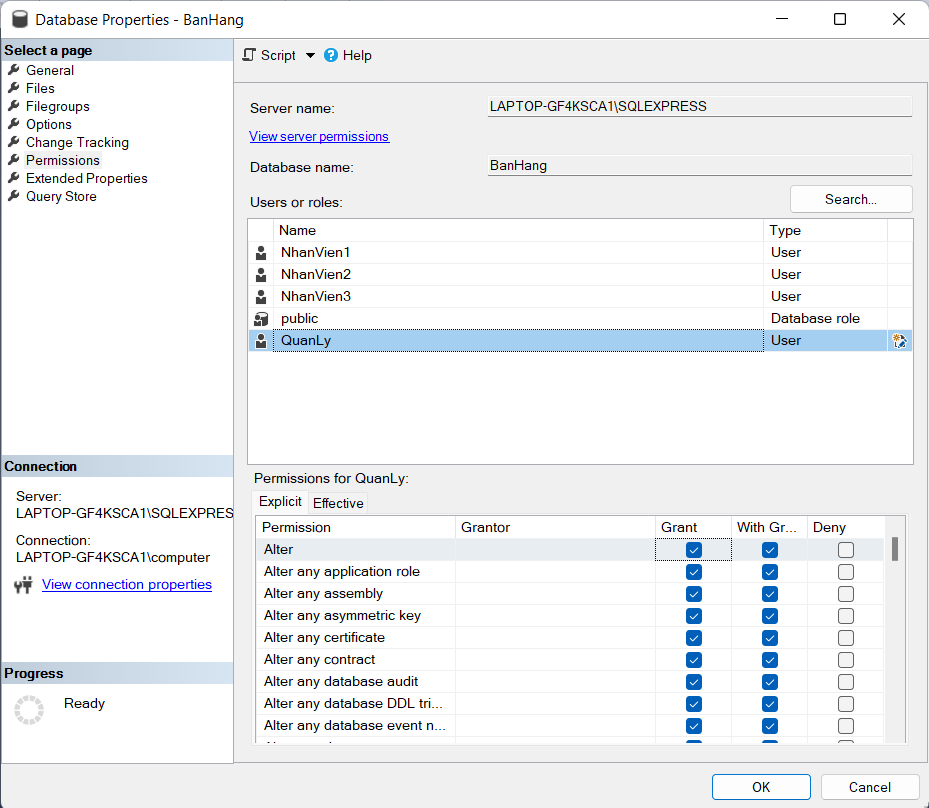 Database Properties - BanHang
Select a page
General
Files
Filegroups
Options
Change Tracking
Permissions
Extended Properties
Query Store
Connection
Server:
LAPTOP-GF4KSCA1\SQLEXPRES
Connection:
LAPTOP-GF4KSCA1\computer
View connection properties
Progress
Ready
Script Help
Server name: LAPTOP-GF4KSCA1\SQLEXPRESS
View server permissions
Database name: BanHang
Users or roles: Search...
Name Type
NhanVien1 User
NhanVien2 User
NhanVien3 User
public Database role
QuanLy User
Permissions for QuanLy:
Explicit Effective
Permission Grantor Grant With Gr... Deny
Alter
Alter any application role
Alter any assembly
Alter any asymmetric key
Alter any certificate
Alter any contract
Alter any database audit
Alter any database DDL tri...
Alter any database event n...
OK Cancel